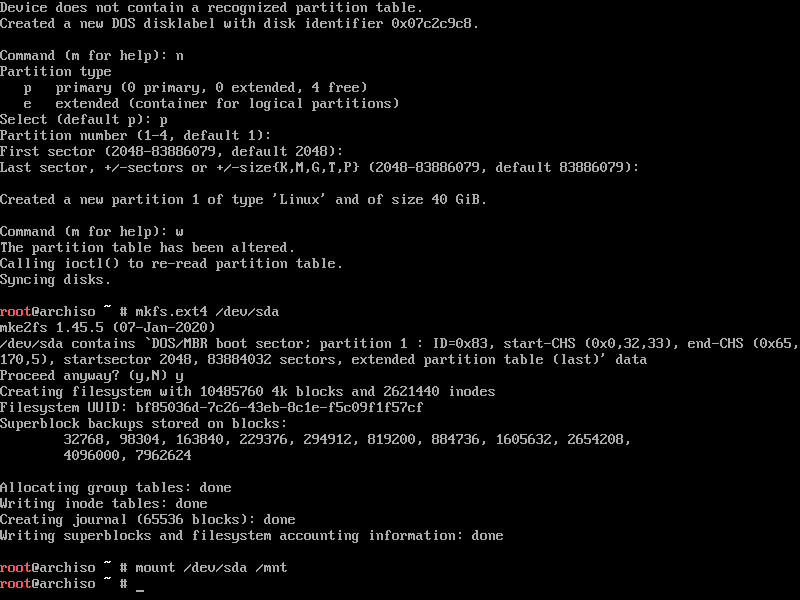 Device does not contain a recognized partition table.
Created a new DOS disklabel with disk identifier 0x07c2c9c8.
Command (m for help): n
Partition type
   p   primary (0 primary, 0 extended, 4 free)
   e   extended (container for logical partitions)
Select (default p): p
Partition number (1-4, default 1):
First sector (2048-83886079, default 2048):
Last sector, +/-sectors or +/-size{K,M,G,T,P} (2048-83886079, default 83886079):
Created a new partition 1 of type 'Linux' and of size 40 GiB.
Command (m for help): w
The partition table has been altered.
Calling ioctl() to re-read partition table.
Syncing disks.
root@archiso ~ # mkfs.ext4 /dev/sda
mke2fs 1.45.5 (07-Jan-2020)
/dev/sda contains `DOS/MBR boot sector; partition 1 : ID=0x83, start-CHS (0x0,32,33), end-CHS (0x65,
170,5), startsector 2048, 83884032 sectors, extended partition table (last)' data
Proceed anyway? (y,N) y
Creating filesystem with 10485760 4k blocks and 2621440 inodes
Filesystem UUID: bf85036d-7c26-43eb-8c1e-f5c09f1f57cf
Superblock backups stored on blocks:
        32768, 98304, 163840, 229376, 294912, 819200, 884736, 1605632, 2654208,
        4096000, 7962624
Allocating group tables: done
Writing inode tables: done
Creating journal (65536 blocks): done
Writing superblocks and filesystem accounting information: done
root@archiso ~ # mount /dev/sda /mnt
root@archiso ~ # _